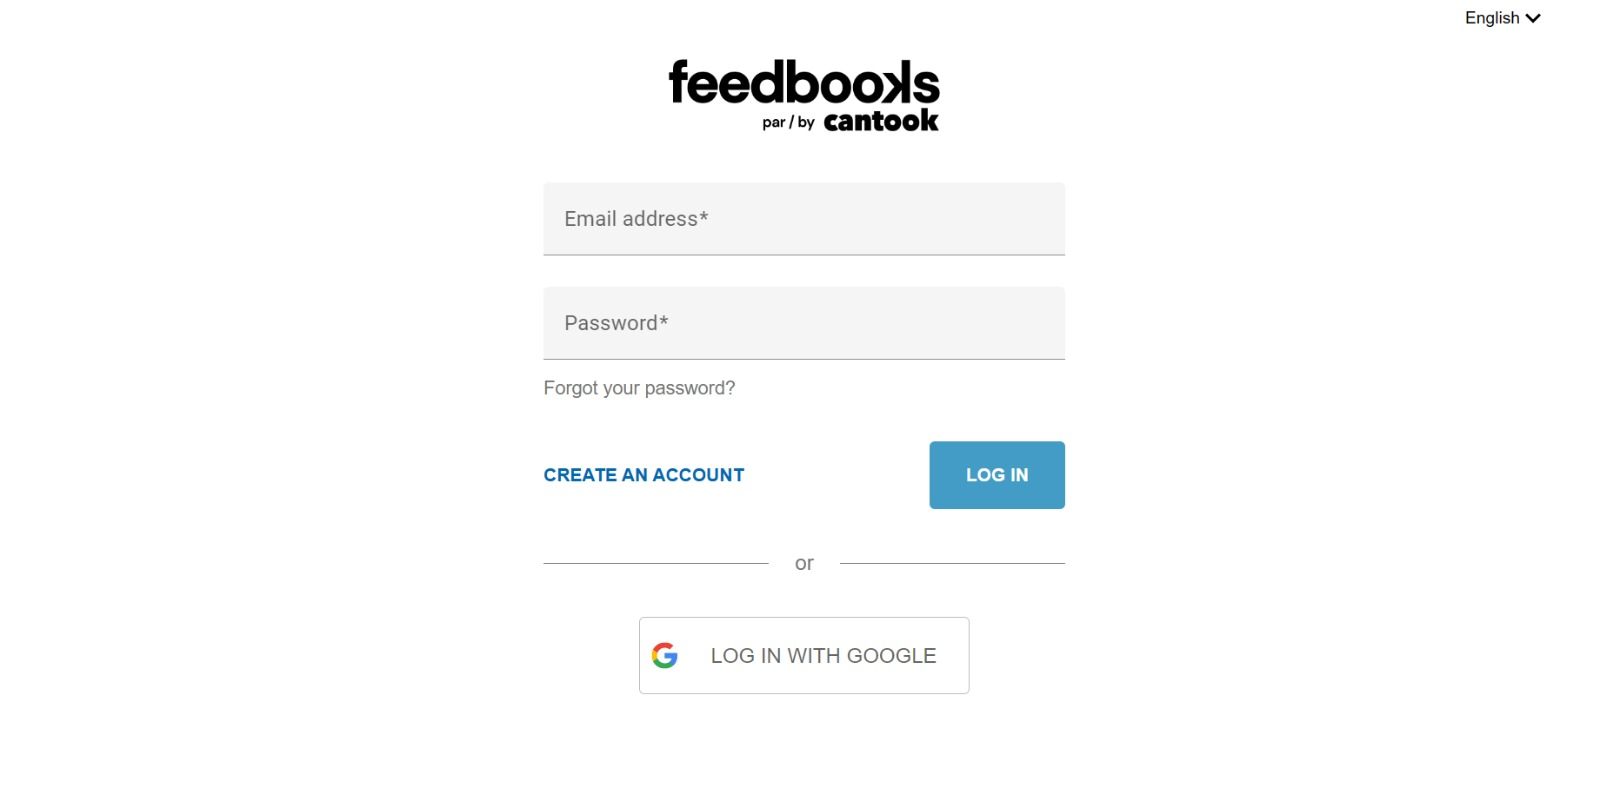 English
feedbooks
par / by cantook
Email address*
Password*
Forgot your password?
CREATE AN ACCOUNT
LOG IN
or
LOG IN WITH GOOGLE